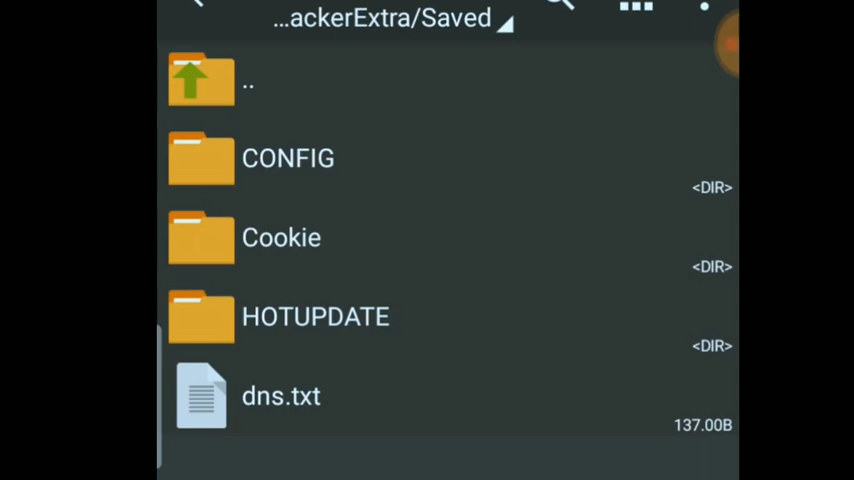 ...ackerExtra/Saved
..
CONFIG
<DIR>
Cookie
<DIR>
HOTUPDATE
<DIR>
dns.txt
137.00B